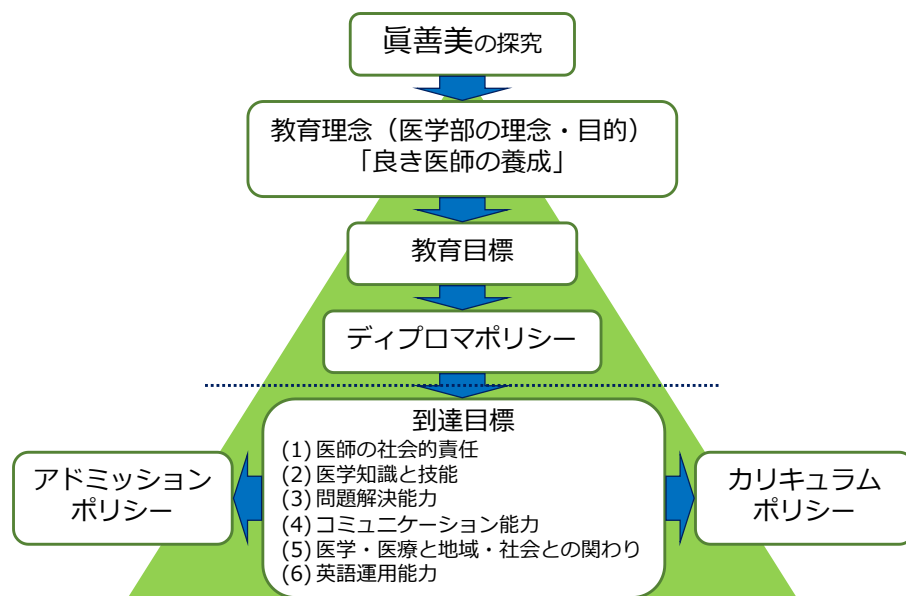 眞善美の探究
教育理念（医学部の理念・目的）
「良き医師の養成」
教育目標
ディプロマポリシー
到達目標
(1) 医師の社会的責任
(2) 医学知識と技能
(3) 問題解決能力
(4) コミュニケーション能力
(5) 医学・医療と地域・社会との関わり
(6) 英語運用能力
アドミッション
ポリシー
カリキュラム
ポリシー